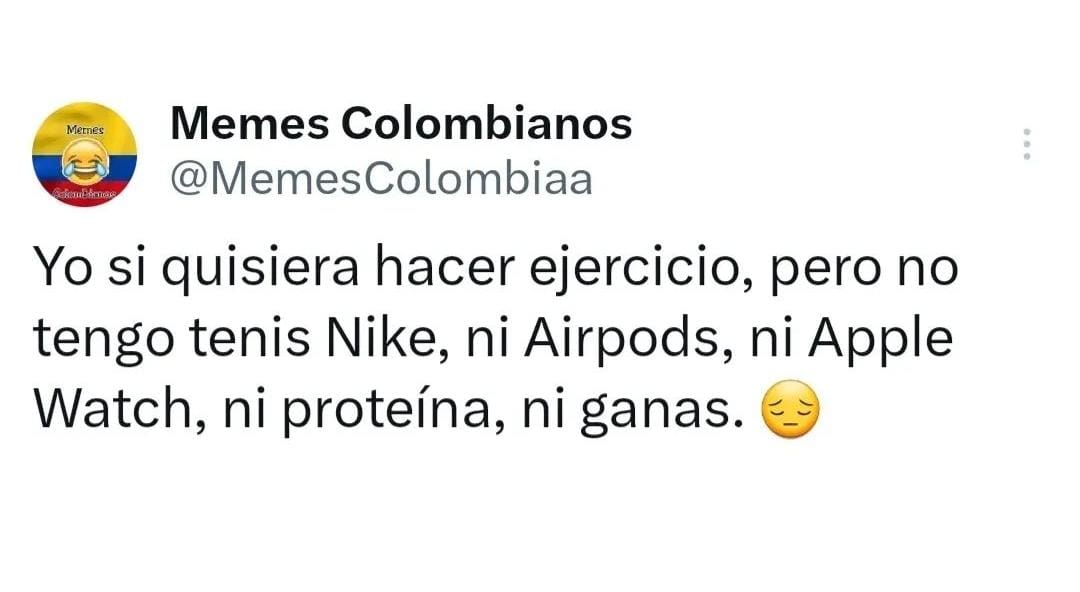 Memes
Colombianos
Memes Colombianos
@MemesColombiaa
Yo si quisiera hacer ejercicio, pero no
tengo tenis Nike, ni Airpods, ni Apple
Watch, ni proteína, ni ganas. 😔